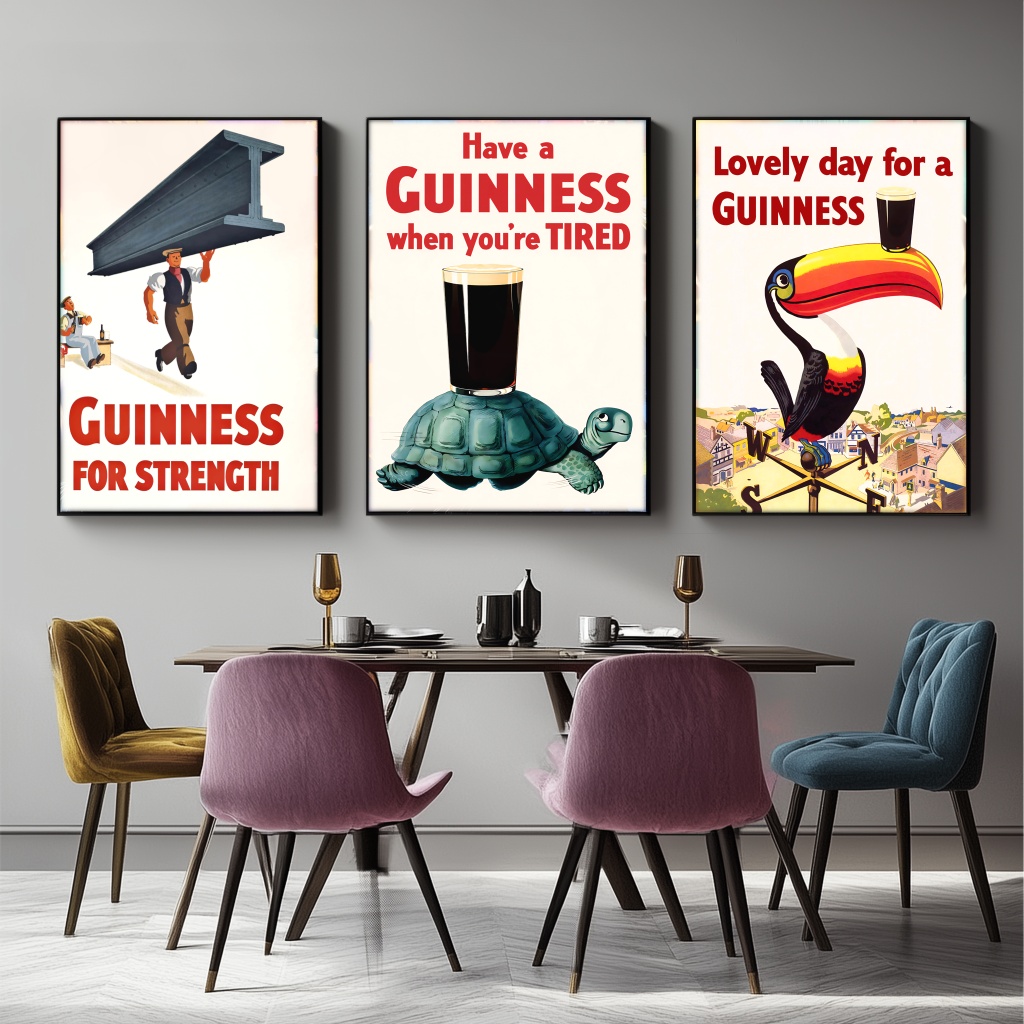 GUINNESS
FOR STRENGTH
Have a
GUINNESS
when you're TIRED
Lovely day for a
GUINNESS
W N
S E